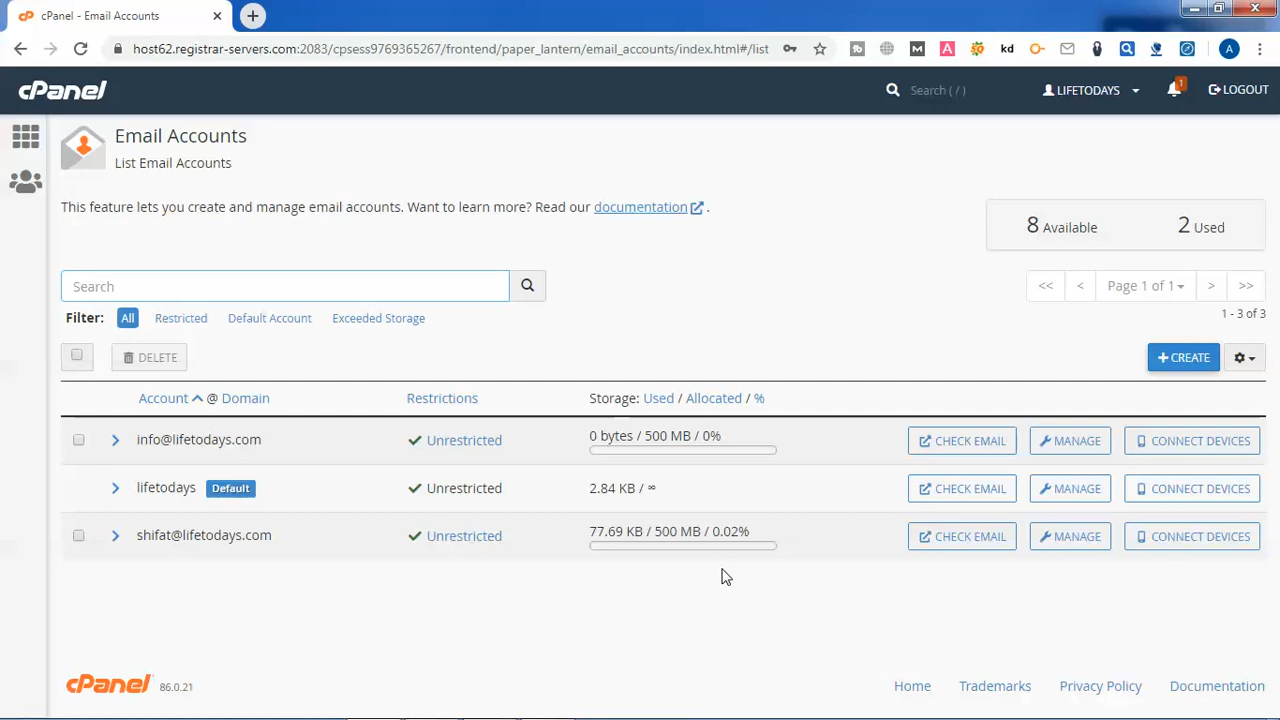 cPanel - Email Accounts
host62.registrar-servers.com:2083/cpsess9769365267/frontend/paper_lantern/email_accounts/index.html#/list
M A kd A
cPanel Search ( / ) LIFETODAYS 1 LOGOUT
Email Accounts
List Email Accounts
This feature lets you create and manage email accounts. Want to learn more? Read our documentation .
8 Available 2 Used
Search << < Page 1 of 1 > >>
Filter: All Restricted Default Account Exceeded Storage 1 - 3 of 3
DELETE + CREATE
Account @ Domain Restrictions Storage: Used / Allocated / %
info@lifetodays.com Unrestricted 0 bytes / 500 MB / 0% CHECK EMAIL MANAGE CONNECT DEVICES
lifetodays Default Unrestricted 2.84 KB / ∞ CHECK EMAIL MANAGE CONNECT DEVICES
shifat@lifetodays.com Unrestricted 77.69 KB / 500 MB / 0.02% CHECK EMAIL MANAGE CONNECT DEVICES
cPanel 86.0.21 Home Trademarks Privacy Policy Documentation